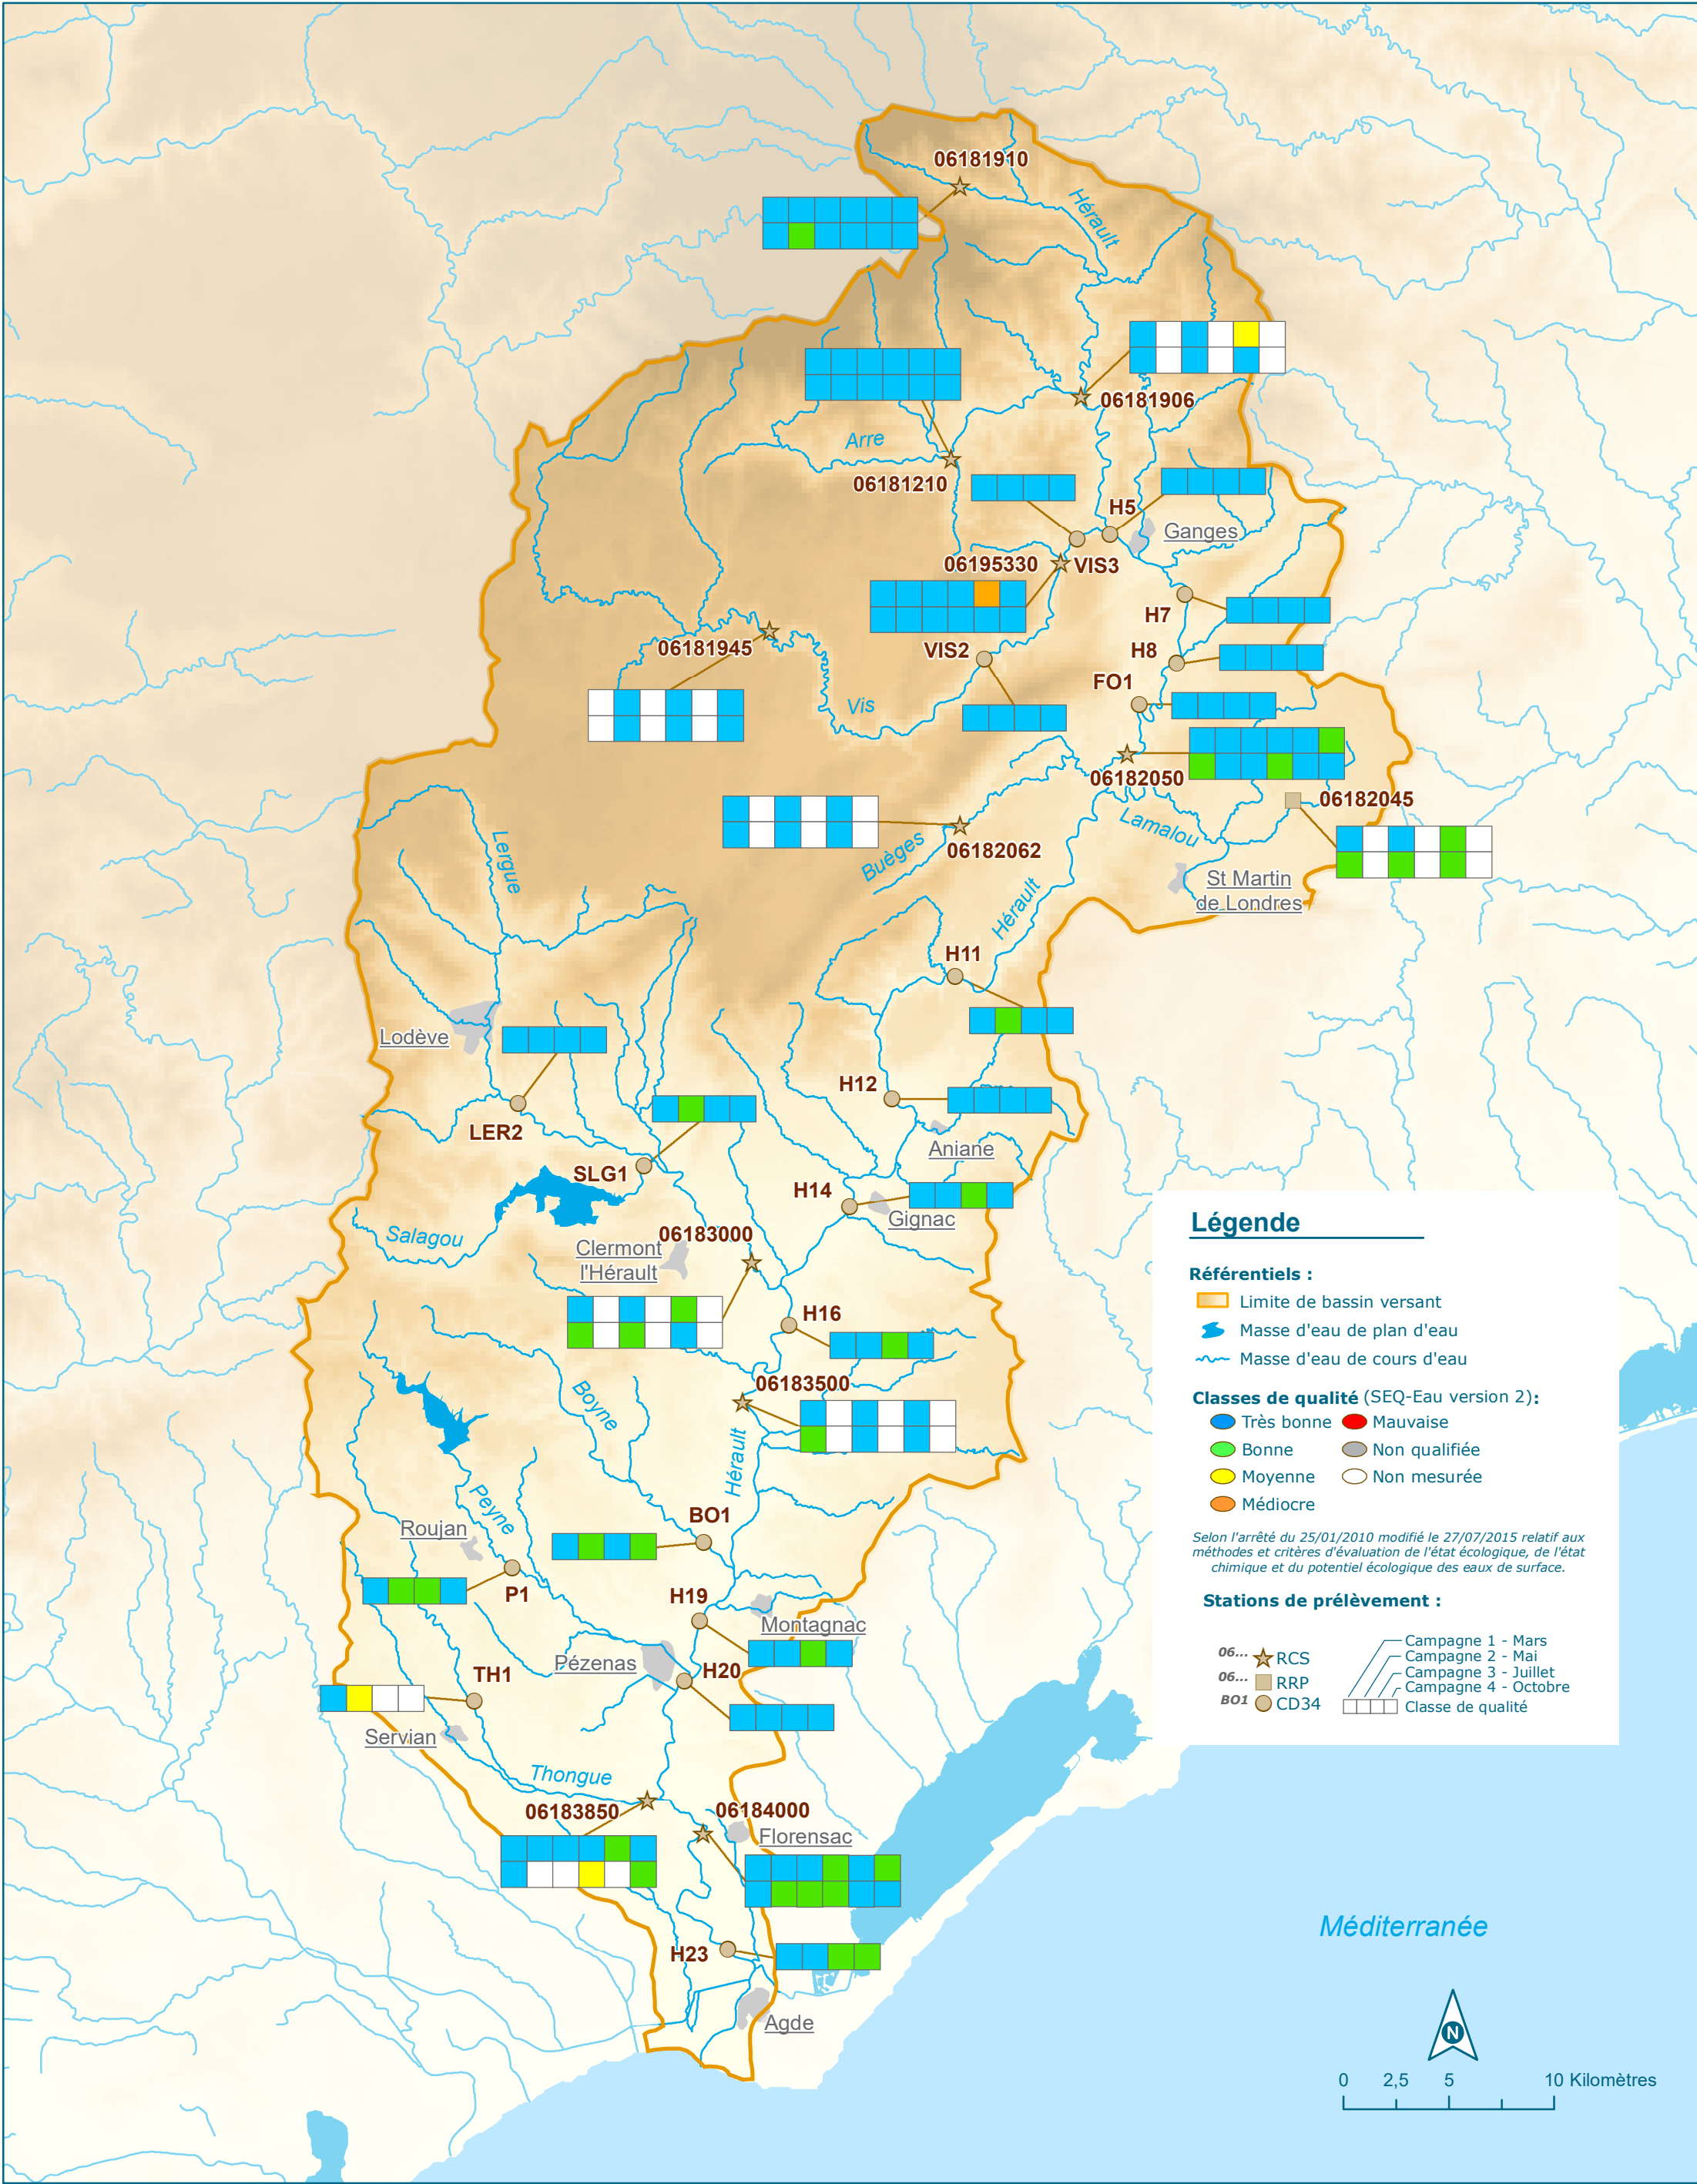 06181910
Hérault
06181906
Arre
06181210
H5
Ganges
06195330
VIS3
H7
06181945
VIS2
H8
FO1
Vis
06182050
06182045
Lamalou
Lergue
Buèges
06182062
St Martin
de Londres
Hérault
H11
Lodève
H12
LER2
Aniane
SLG1
H14
Gignac
Salagou
06183000
Clermont
l'Hérault
H16
06183500
Boyne
Hérault
Peyne
BO1
Roujan
P1
H19
Montagnac
Pézenas
H20
TH1
Servian
Thongue
06183850
06184000
Florensac
H23
Agde
Méditerranée
Légende
Référentiels :
Limite de bassin versant
Masse d'eau de plan d'eau
Masse d'eau de cours d'eau
Classes de qualité (SEQ-Eau version 2):
Très bonne
Mauvaise
Bonne
Non qualifiée
Moyenne
Non mesurée
Médiocre
Selon l'arrêté du 25/01/2010 modifié le 27/07/2015 relatif aux
méthodes et critères d'évaluation de l'état écologique, de l'état
chimique et du potentiel écologique des eaux de surface.
Stations de prélèvement :
06... RCS
06... RRP
BO1 CD34
Campagne 1 - Mars
Campagne 2 - Mai
Campagne 3 - Juillet
Campagne 4 - Octobre
Classe de qualité
N
0 2,5 5 10 Kilomètres